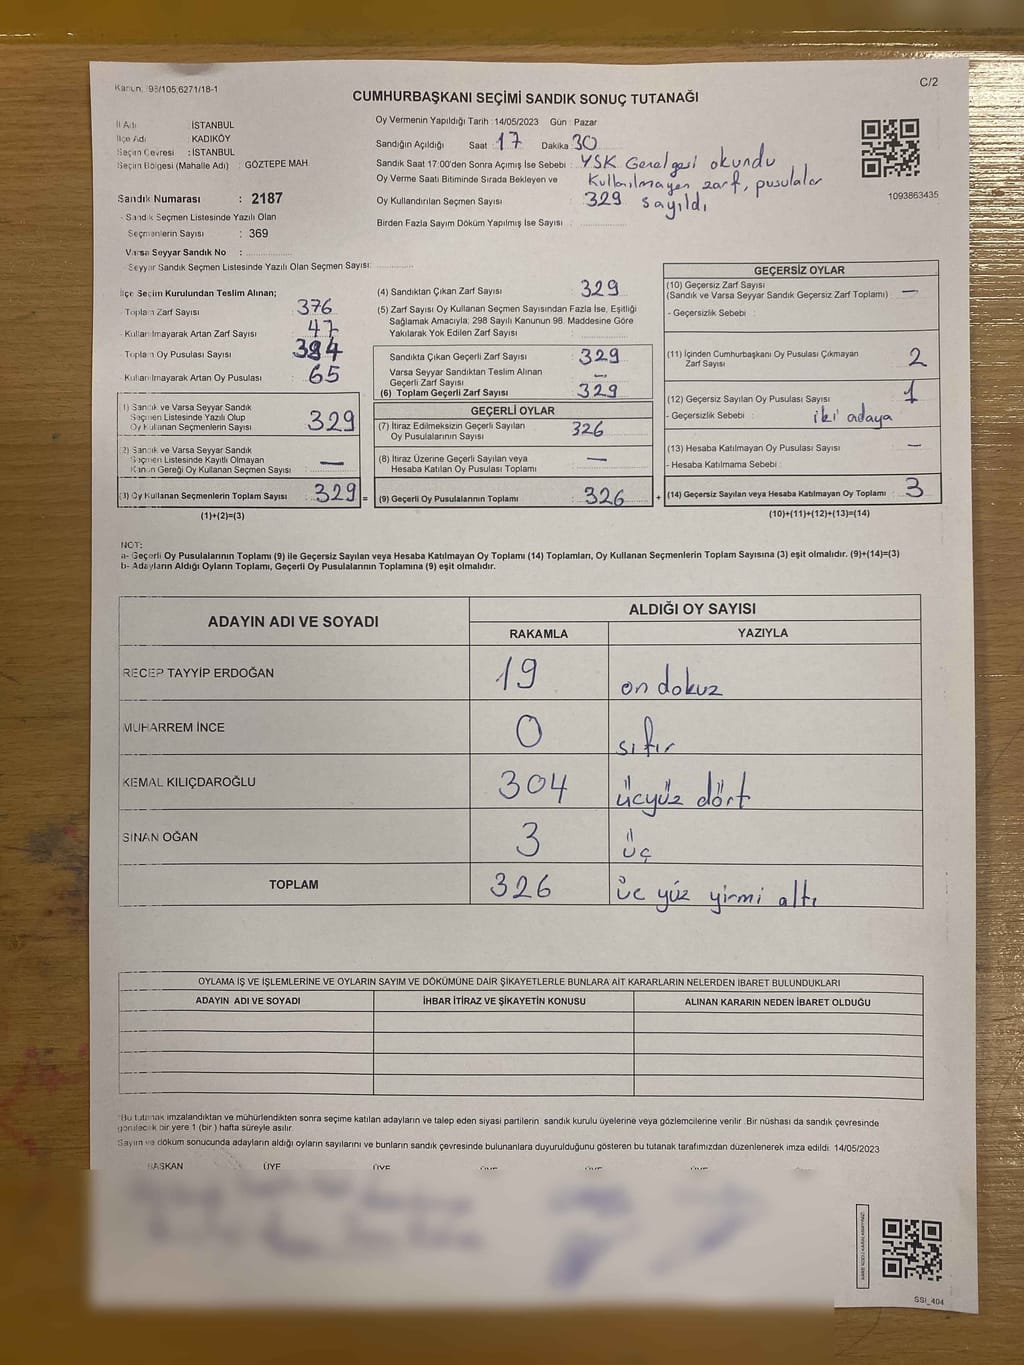 Kanun: 298/105,6271/18-1
C/2
CUMHURBAŞKANI SEÇİMİ SANDIK SONUÇ TUTANAĞI
İl Adı İSTANBUL
İlçe Adı KADIKÖY
Seçim Çevresi : İSTANBUL
Seçim Bölgesi (Mahalle Adı) : GÖZTEPE MAH.
Sandık Numarası : 2187
- Sandık Seçmen Listesinde Yazılı Olan
Seçmenlerin Sayısı : 369
Varsa Seyyar Sandık No : ...............
- Seyyar Sandık Seçmen Listesinde Yazılı Olan Seçmen Sayısı: ............
Oy Vermenin Yapıldığı Tarih : 14/05/2023 Gün : Pazar
Sandığın Açıldığı Saat 17 Dakika 30
Sandık Saat 17:00'den Sonra Açımış İse Sebebi : YSK Genelgesi okundu
Oy Verme Saati Bitiminde Sırada Bekleyen ve kullanılmayan zarf, pusulalar
Oy Kullandırılan Seçmen Sayısı : 329 sayıldı
Birden Fazla Sayım Döküm Yapılmış İse Sayısı : ...............
1093863435
İlçe Seçim Kurulundan Teslim Alınan;
- Toplam Zarf Sayısı : 376
- Kullanılmayarak Artan Zarf Sayısı : 47
- Toplam Oy Pusulası Sayısı :
- Kullanılmayarak Artan Oy Pusulası : 65
1) Sandık ve Varsa Seyyar Sandık
Seçmen Listesinde Yazılı Olup
Oy Kullanan Seçmenlerin Sayısı : 329
2) Sandık ve Varsa Seyyar Sandık
Seçmen Listesinde Kayıtlı Olmayan
Kanun Gereği Oy Kullanan Seçmen Sayısı : —
(3) Oy Kullanan Seçmenlerin Toplam Sayısı : 329 =
(1)+(2)=(3)
(4) Sandıktan Çıkan Zarf Sayısı : 329
(5) Zarf Sayısı Oy Kullanan Seçmen Sayısından Fazla İse, Eşitliği
Sağlamak Amacıyla, 298 Sayılı Kanunun 98. Maddesine Göre
Yakılarak Yok Edilen Zarf Sayısı : ...............
Sandıkta Çıkan Geçerli Zarf Sayısı : 329
Varsa Seyyar Sandıktan Teslim Alınan
Geçerli Zarf Sayısı : —
(6) Toplam Geçerli Zarf Sayısı : 329
GEÇERLİ OYLAR
(7) İtiraz Edilmeksizin Geçerli Sayılan
Oy Pusulalarının Sayısı : 326
(8) İtiraz Üzerine Geçerli Sayılan veya
Hesaba Katılan Oy Pusulası Toplamı : —
(9) Geçerli Oy Pusulalarının Toplamı : 326 +
GEÇERSİZ OYLAR
(10) Geçersiz Zarf Sayısı : —
(Sandık ve Varsa Seyyar Sandık Geçersiz Zarf Toplamı)
- Geçersizlik Sebebi :
(11) İçinden Cumhurbaşkanı Oy Pusulası Çıkmayan
Zarf Sayısı : 2
(12) Geçersiz Sayılan Oy Pusulası Sayısı : 1
- Geçersizlik Sebebi : iki adaya
(13) Hesaba Katılmayan Oy Pusulası Sayısı : —
- Hesaba Katılmama Sebebi :
(14) Geçersiz Sayılan veya Hesaba Katılmayan Oy Toplamı : 3
(10)+(11)+(12)+(13)=(14)
NOT:
a- Geçerli Oy Pusulalarının Toplamı (9) ile Geçersiz Sayılan veya Hesaba Katılmayan Oy Toplamı (14) Toplamları, Oy Kullanan Seçmenlerin Toplam Sayısına (3) eşit olmalıdır. (9)+(14)=(3)
b- Adayların Aldığı Oyların Toplamı, Geçerli Oy Pusulalarının Toplamına (9) eşit olmalıdır.
ADAYIN ADI VE SOYADI ALDIĞI OY SAYISI
RAKAMLA YAZIYLA
RECEP TAYYİP ERDOĞAN 19 on dokuz
MUHARREM İNCE 0 sıfır
KEMAL KILIÇDAROĞLU 304 üçyüz dört
SİNAN OĞAN 3 üç
TOPLAM 326 üç yüz yirmi altı
OYLAMA İŞ VE İŞLEMLERİNE VE OYLARIN SAYIM VE DÖKÜMÜNE DAİR ŞİKAYETLERLE BUNLARA AİT KARARLARIN NELERDEN İBARET BULUNDUKLARI
ADAYIN ADI VE SOYADI İHBAR İTİRAZ VE ŞİKAYETİN KONUSU ALINAN KARARIN NEDEN İBARET OLDUĞU
*Bu tutanak imzalandıktan ve mühürlendikten sonra seçime katılan adayların ve talep eden siyasi partilerin sandık kurulu üyelerine veya gözlemcilerine verilir. Bir nüshası da sandık çevresinde
görülecek bir yere 1 (bir) hafta süreyle asılır.
Sayım ve döküm sonucunda adayların aldığı oyların sayılarını ve bunların sandık çevresinde bulunanlara duyurulduğunu gösteren bu tutanak tarafımızdan düzenlenerek imza edildi. 14/05/2023
BAŞKAN ÜYE ÜYE ÜYE ÜYE ÜYE
SSI_404